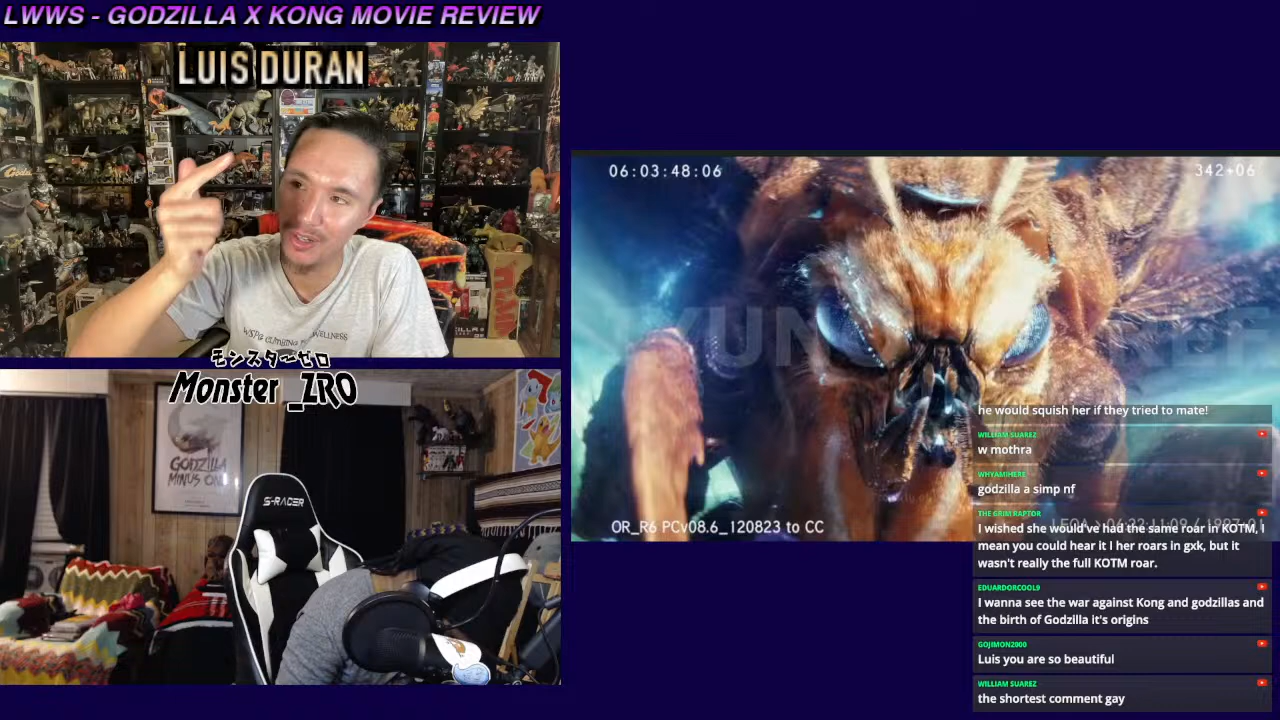 LWWS - GODZILLA X KONG MOVIE REVIEW
LUIS DURAN
WELLNESS
モンスターゼロ
Monster _ZRO
GODZILLA
MINUS ON
S-RACER
06:03:48:06
342+06
OR_R6 PCv08.6_120823 to CC
he would squish her if they tried to mate!
WILLIAM SUAREZ
w mothra
WHYAMIHERE
godzilla a simp nf
THE GRIM RAPTOR
I wished she would've had the same roar in KOTM, I
mean you could hear it I her roars in gxk, but it
wasn't really the full KOTM roar.
EDUARDORCOOL9
I wanna see the war against Kong and godzillas and
the birth of Godzilla it's origins
GOJIMON2000
Luis you are so beautiful
WILLIAM SUAREZ
the shortest comment gay